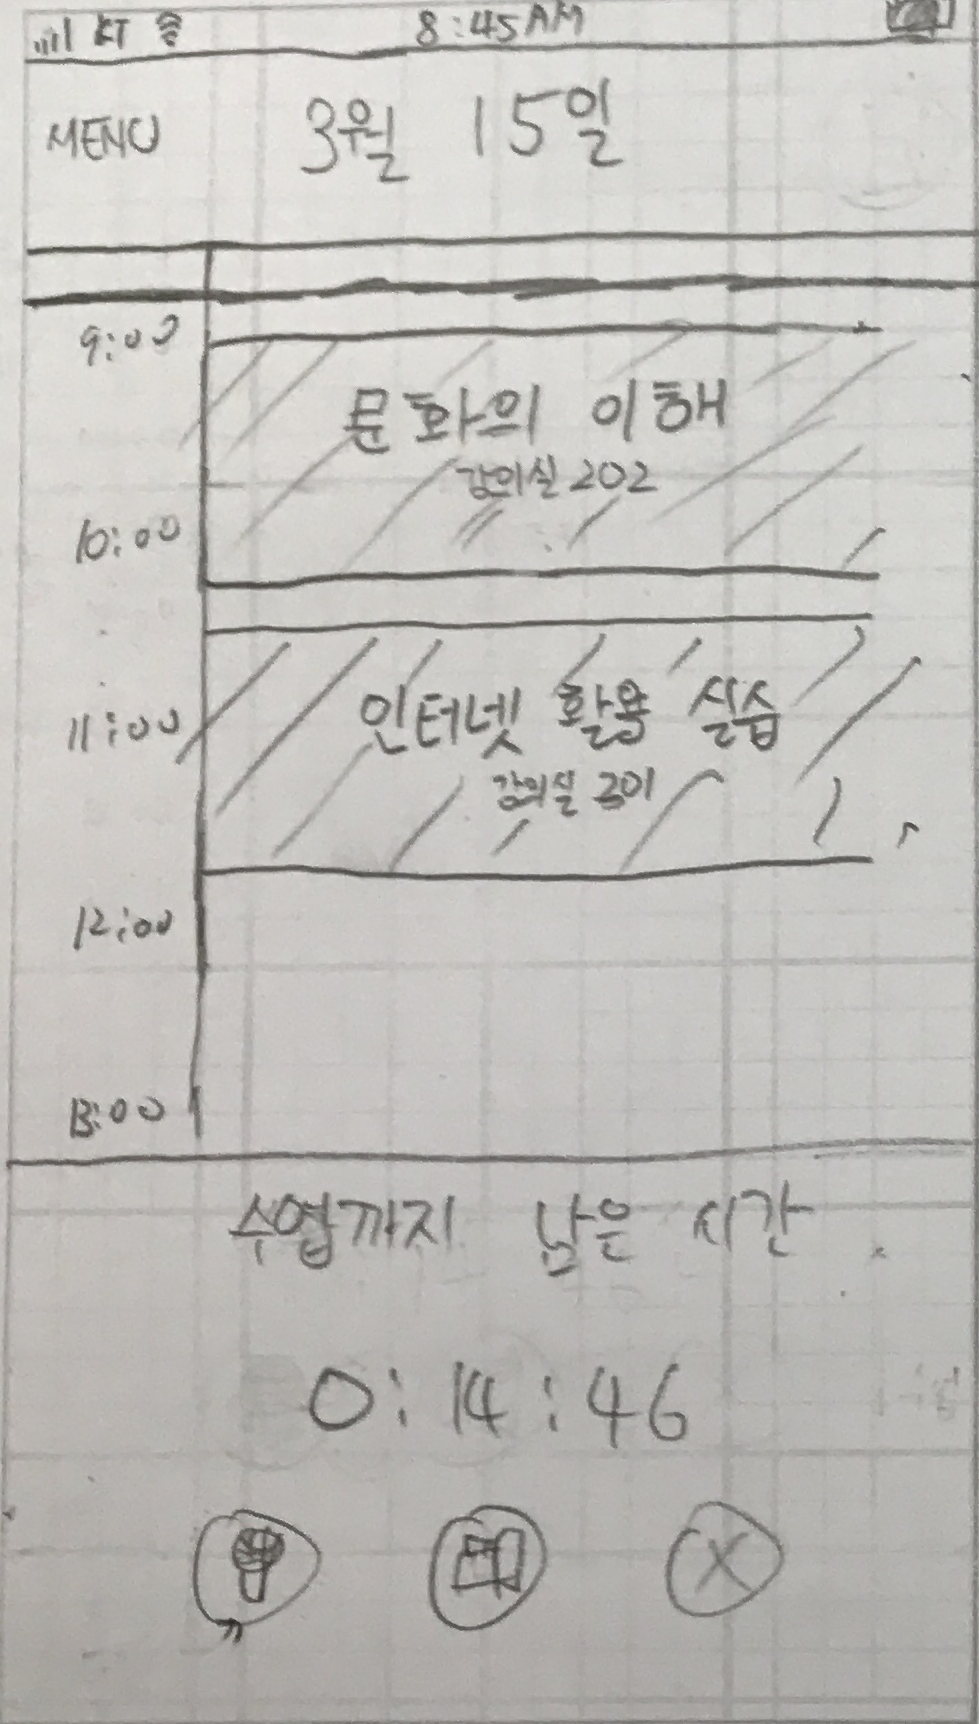 KT 8:45AM
MENU 3월 15일
9:00
문화의 이해
강의실 202
10:00
인터넷 활용 실습
11:00
강의실 301
12:00
13:00
수업까지 남은 시간
0:14:46
X